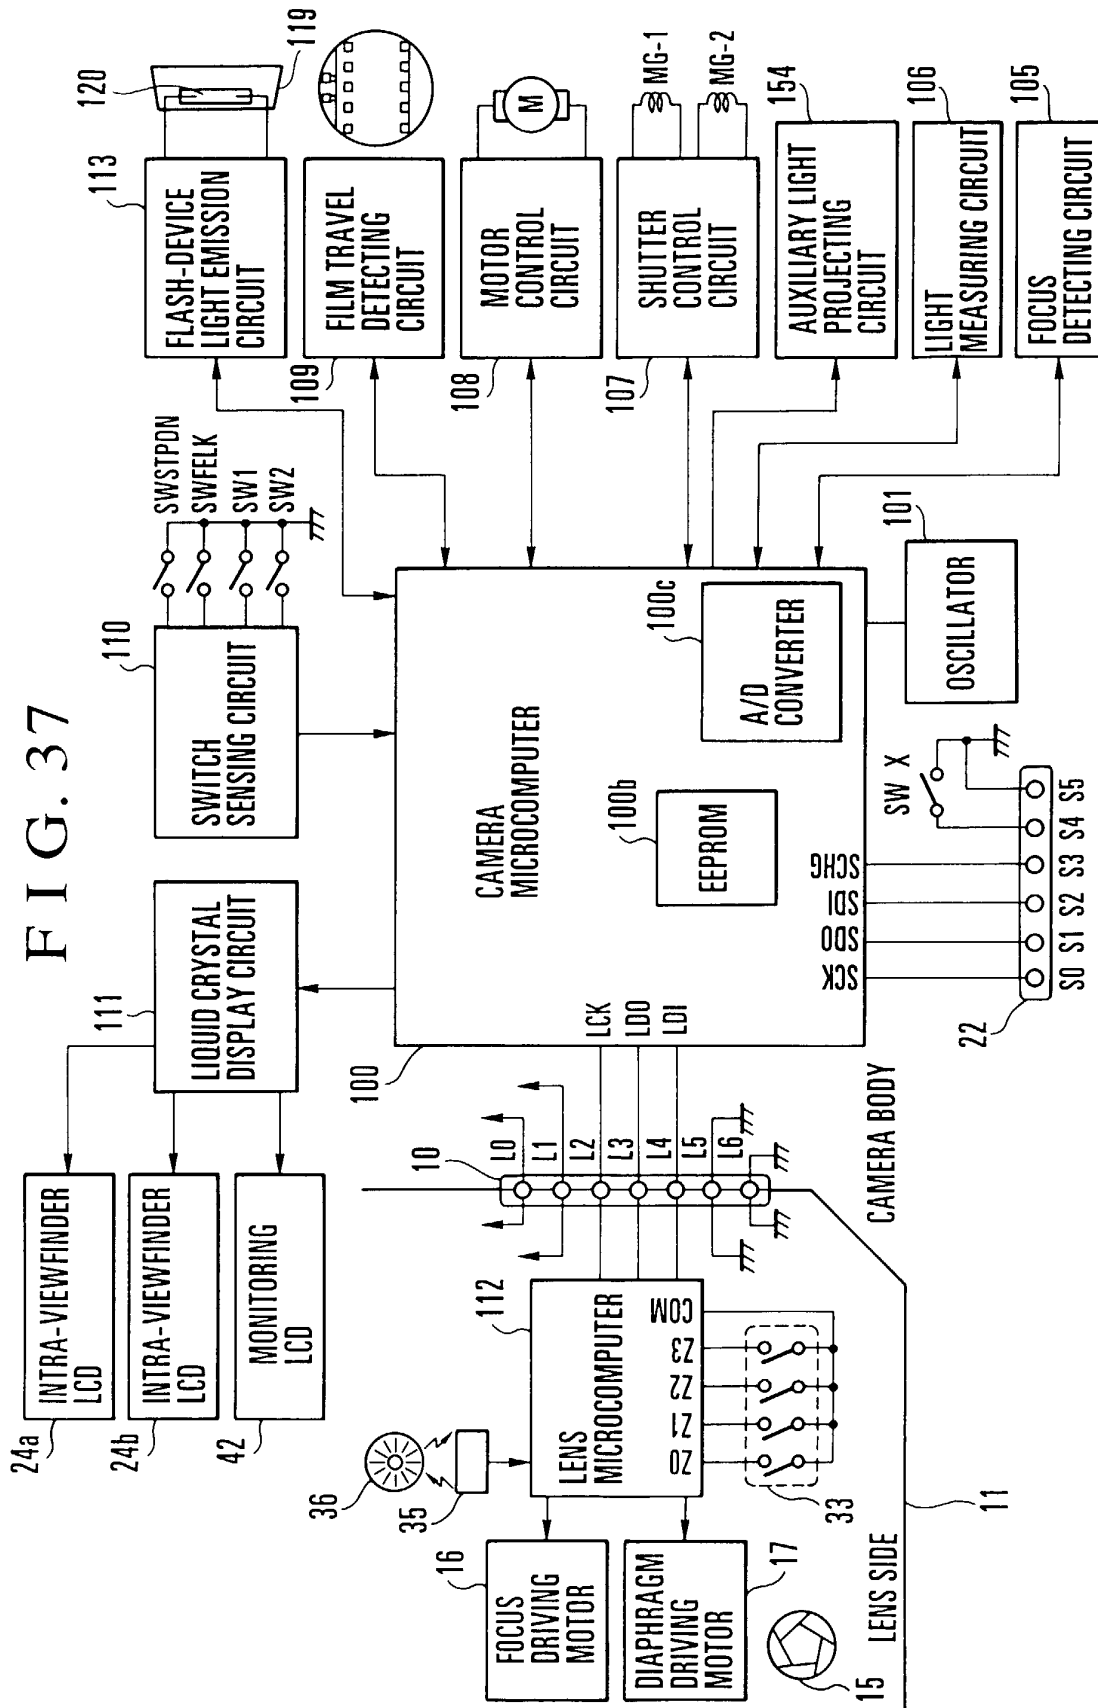 FIG.37
24a
INTRA-VIEWFINDER
LCD
24b
INTRA-VIEWFINDER
LCD
42
MONITORING
LCD
111
LIQUID CRYSTAL
DISPLAY CIRCUIT
110
SWITCH
SENSING CIRCUIT
SWSTPDN
SWFELK
SW1
SW2
113
FLASH-DEVICE
LIGHT EMISSION
CIRCUIT
120
119
109
FILM TRAVEL
DETECTING
CIRCUIT
108
MOTOR
CONTROL
CIRCUIT
M
107
SHUTTER
CONTROL
CIRCUIT
MG-1
MG-2
154
AUXILIARY LIGHT
PROJECTING
CIRCUIT
106
LIGHT
MEASURING CIRCUIT
105
FOCUS
DETECTING CIRCUIT
100
CAMERA
MICROCOMPUTER
100b
EEPROM
100c
A/D
CONVERTER
101
OSCILLATOR
LCK
LDO
LDI
SCK
SDO
SDI
SCHG
SW X
22
S0
S1
S2
S3
S4
S5
CAMERA BODY
10
L0
L1
L2
L3
L4
L5
L6
36
35
112
LENS
MICROCOMPUTER
Z0
Z1
Z2
Z3
COM
33
16
FOCUS
DRIVING
MOTOR
17
DIAPHRAGM
DRIVING
MOTOR
15
LENS SIDE
11